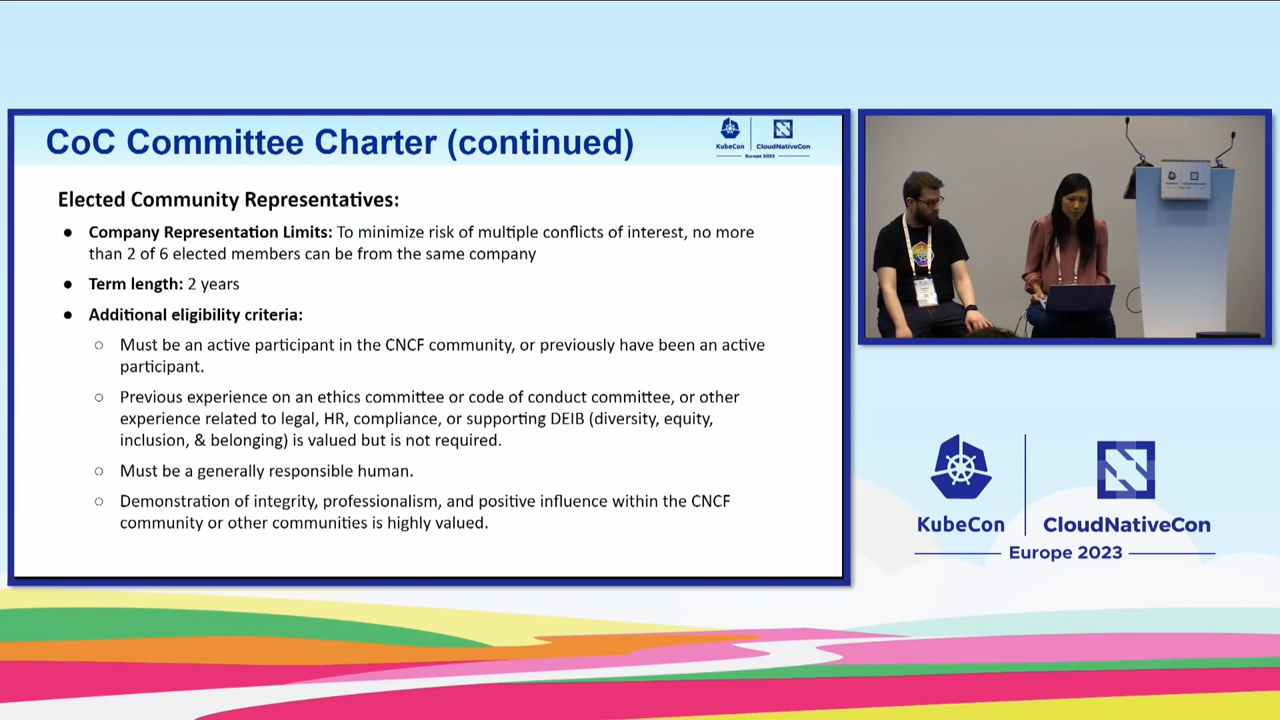 CoC Committee Charter (continued)
KubeCon
CloudNativeCon
Europe 2023
Elected Community Representatives:
● Company Representation Limits: To minimize risk of multiple conflicts of interest, no more
than 2 of 6 elected members can be from the same company
● Term length: 2 years
● Additional eligibility criteria:
○ Must be an active participant in the CNCF community, or previously have been an active
participant.
○ Previous experience on an ethics committee or code of conduct committee, or other
experience related to legal, HR, compliance, or supporting DEIB (diversity, equity,
inclusion, & belonging) is valued but is not required.
○ Must be a generally responsible human.
○ Demonstration of integrity, professionalism, and positive influence within the CNCF
community or other communities is highly valued.
KubeCon
CloudNativeCon
Europe 2023